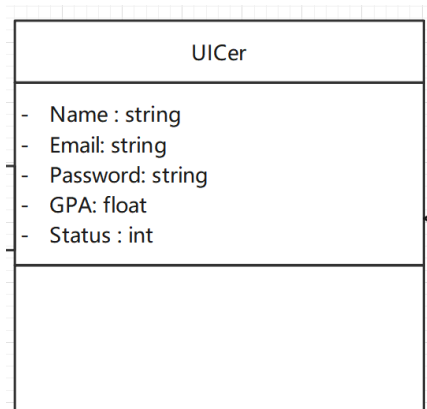 UICer
- Name : string
- Email: string
- Password: string
- GPA: float
- Status : int